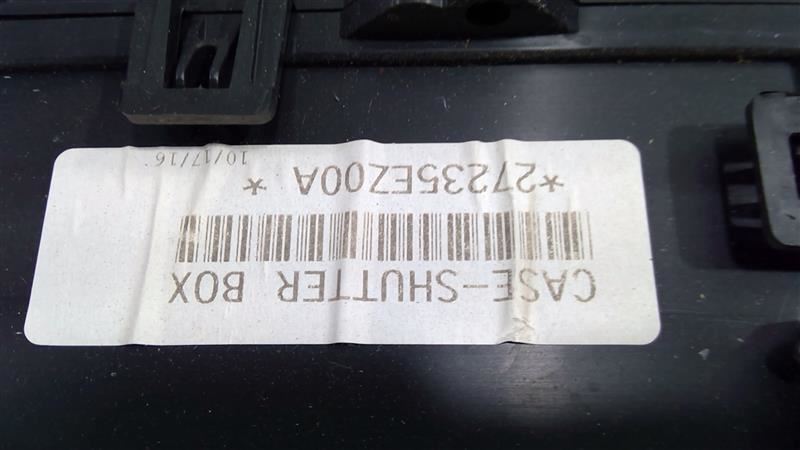 CASE-SHUTTER BOX
*27235EZ00A *
10/17/16